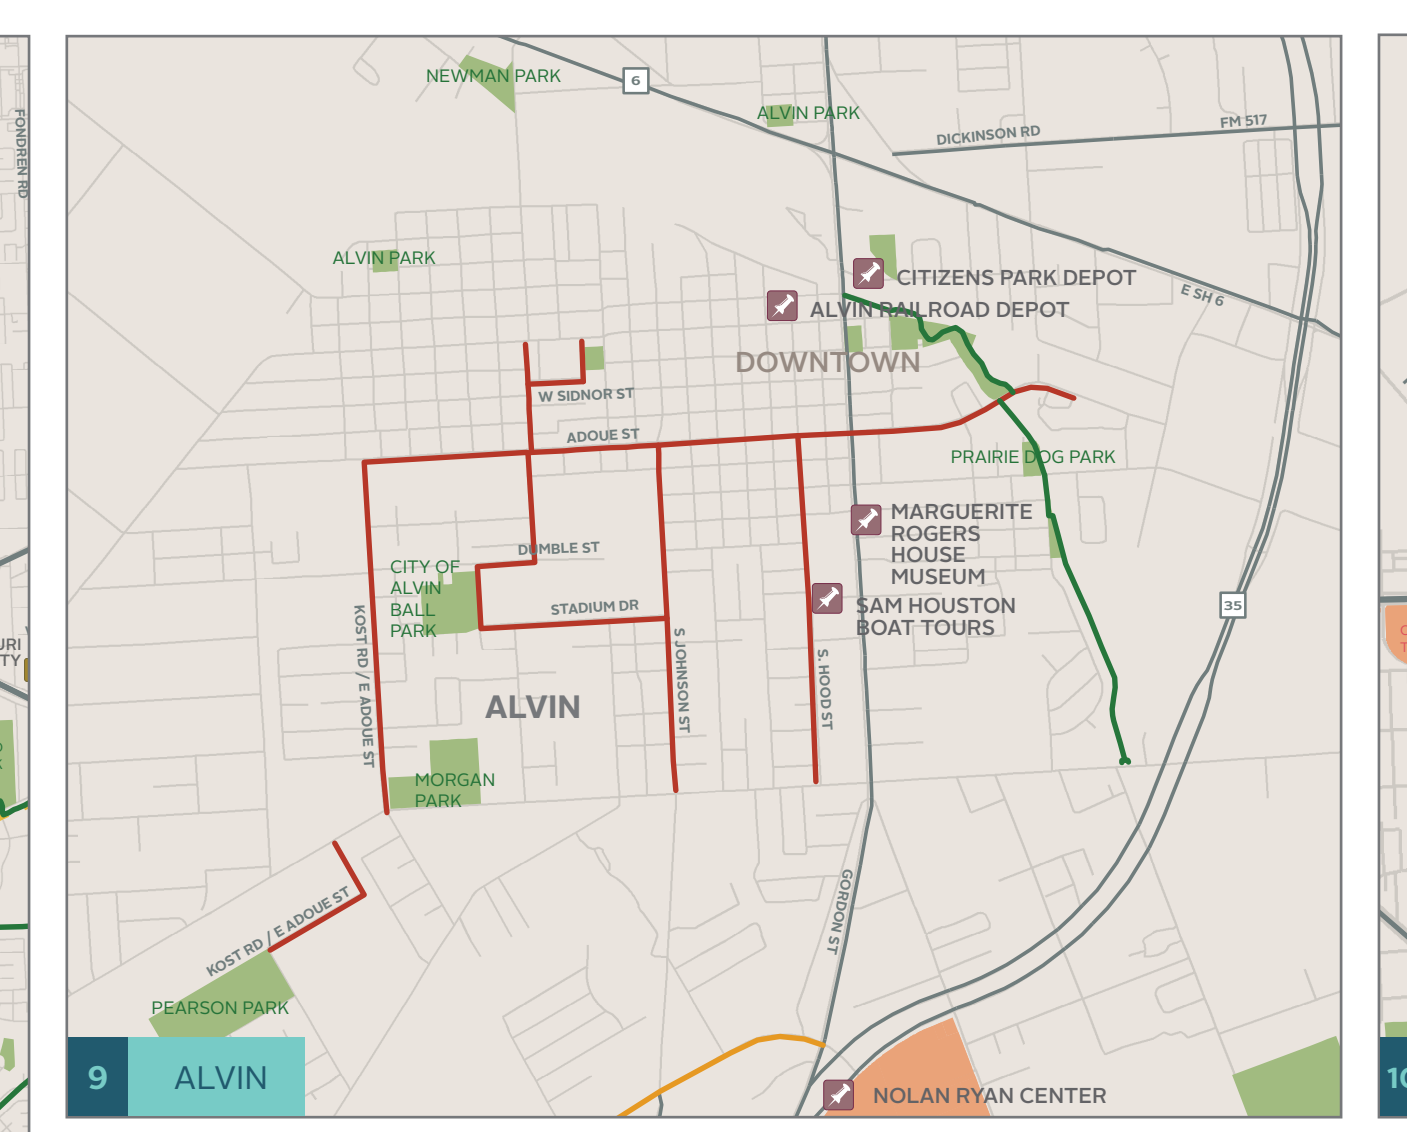 FONDREN RD
NEWMAN PARK
6
ALVIN PARK
DICKINSON RD
FM 517
ALVIN PARK
CITIZENS PARK DEPOT
E SH 6
ALVIN RAILROAD DEPOT
DOWNTOWN
W SIDNOR ST
ADOUE ST
PRAIRIE DOG PARK
MARGUERITE
ROGERS
HOUSE
MUSEUM
DUMBLE ST
CITY OF
ALVIN
BALL
PARK
STADIUM DR
SAM HOUSTON
BOAT TOURS
35
KOST RD / E ADOUE ST
S JOHNSON ST
S. HOOD ST
ALVIN
MORGAN
PARK
GORDON ST
KOST RD / E ADOUE ST
PEARSON PARK
9
ALVIN
NOLAN RYAN CENTER
10